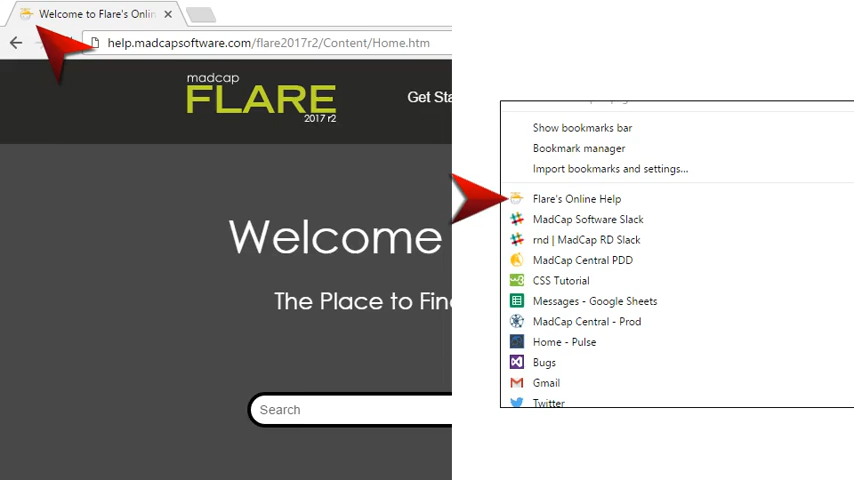 Welcome to Flare's Onlin
help.madcapsoftware.com/flare2017r2/Content/Home.htm
madcap
FLARE
2017 r2
Get Sta
Welcome
The Place to Fin
Search
Show bookmarks bar
Bookmark manager
Import bookmarks and settings...
Flare's Online Help
MadCap Software Slack
rnd | MadCap RD Slack
MadCap Central PDD
CSS Tutorial
Messages - Google Sheets
MadCap Central - Prod
Home - Pulse
Bugs
Gmail
Twitter